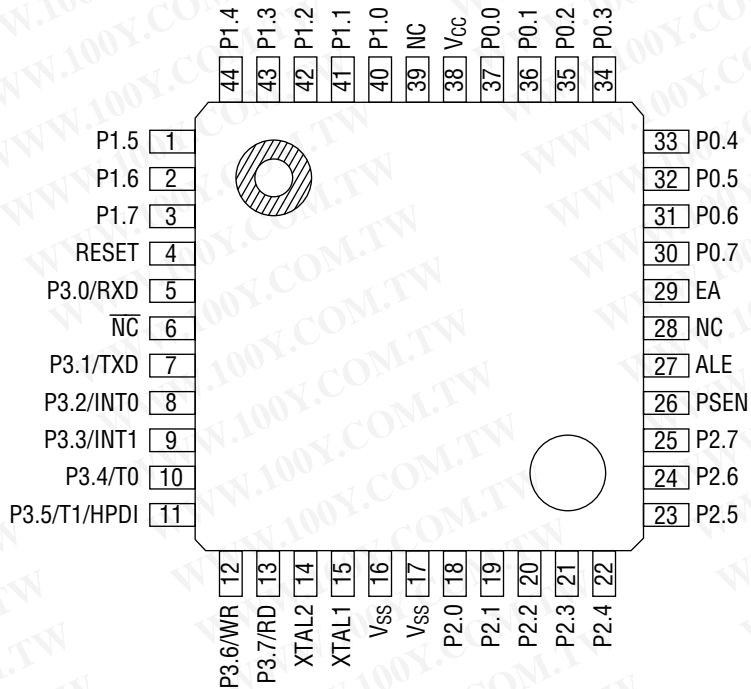 P1.4 P1.3 P1.2 P1.1 P1.0 NC VCC P0.0 P0.1 P0.2 P0.3
44 43 42 41 40 39 38 37 36 35 34
P1.5 1
P1.6 2
P1.7 3
RESET 4
P3.0/RXD 5
NC 6
P3.1/TXD 7
P3.2/INT0 8
P3.3/INT1 9
P3.4/T0 10
P3.5/T1/HPDI 11
33 P0.4
32 P0.5
31 P0.6
30 P0.7
29 EA
28 NC
27 ALE
26 PSEN
25 P2.7
24 P2.6
23 P2.5
12 13 14 15 16 17 18 19 20 21 22
P3.6/WR P3.7/RD XTAL2 XTAL1 VSS VSS P2.0 P2.1 P2.2 P2.3 P2.4
WWW.100Y.COM.TW